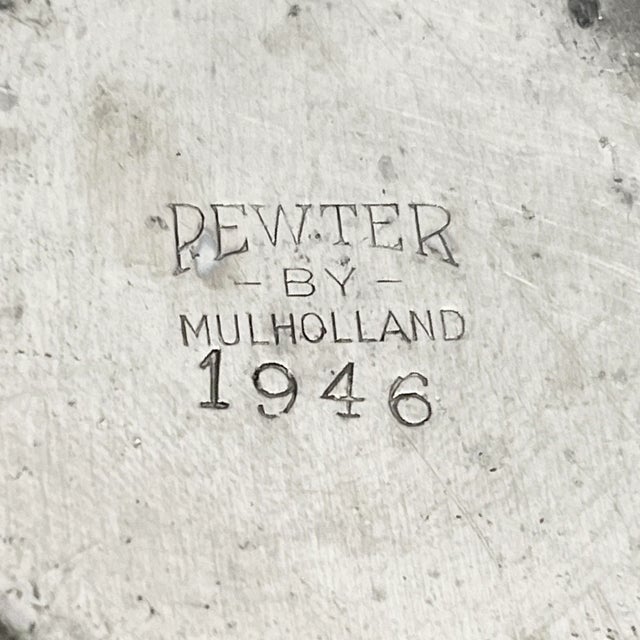 PEWTER
- BY -
MULHOLLAND
1946